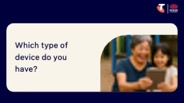 Which type of
device do you
have?